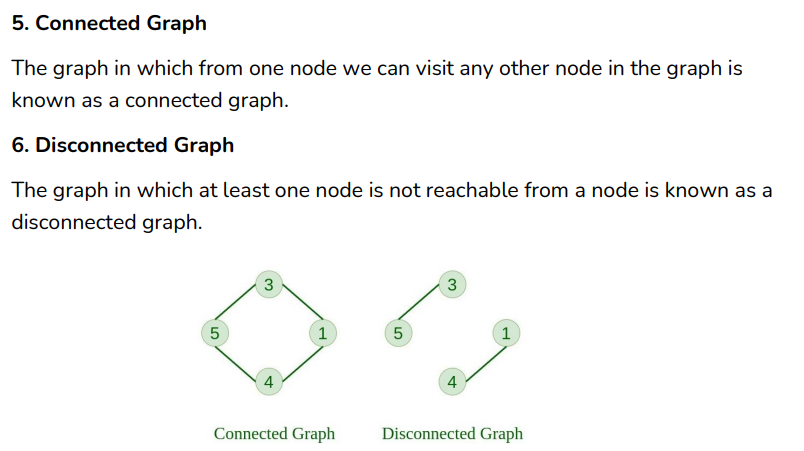 5. Connected Graph
The graph in which from one node we can visit any other node in the graph is
known as a connected graph.
6. Disconnected Graph
The graph in which at least one node is not reachable from a node is known as a
disconnected graph.
3 3
5 1 5 1
4 4
Connected Graph Disconnected Graph